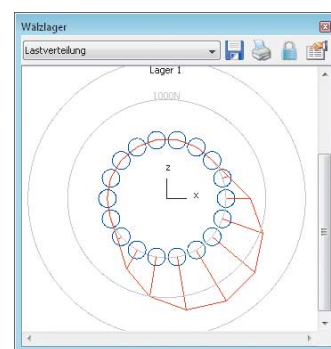 Wälzlager
Lastverteilung
Lager 1
1000N
z
x